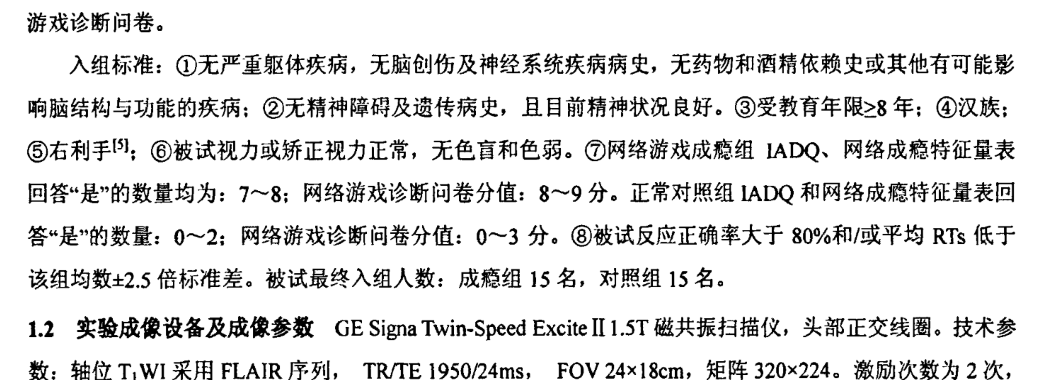 游戏诊断问卷。
入组标准：①无严重躯体疾病，无脑创伤及神经系统疾病病史，无药物和酒精依赖史或其他有可能影
响脑结构与功能的疾病；②无精神障碍及遗传病史，且目前精神状况良好。③受教育年限≥8 年；④汉族；
⑤右利手[5]；⑥被试视力或矫正视力正常，无色盲和色弱。⑦网络游戏成瘾组 IADQ、网络成瘾特征量表
回答“是”的数量均为：7～8；网络游戏诊断问卷分值：8～9 分。正常对照组 IADQ 和网络成瘾特征量表回
答“是”的数量：0～2；网络游戏诊断问卷分值：0～3 分。⑧被试反应正确率大于 80%和/或平均 RTs 低于
该组均数±2.5 倍标准差。被试最终入组人数：成瘾组 15 名，对照组 15 名。
1.2 实验成像设备及成像参数 GE Signa Twin-Speed Excite Ⅱ 1.5T 磁共振扫描仪，头部正交线圈。技术参
数：轴位 T1WI 采用 FLAIR 序列， TR/TE 1950/24ms， FOV 24×18cm，矩阵 320×224。激励次数为 2 次，